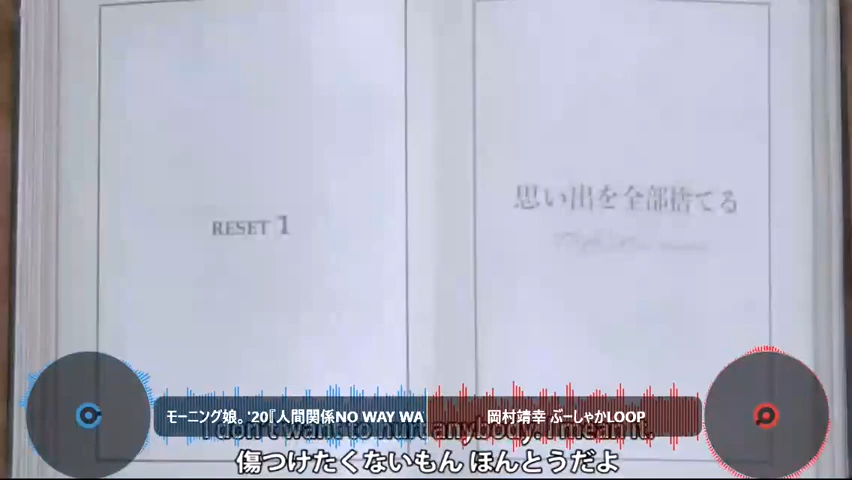 RESET 1
思い出を全部捨てる
モーニング娘。'20『人間関係NO WAY WA
岡村靖幸 ぶーしゃかLOOP
I don't want to hurt anybody. I mean it.
傷つけたくないもん ほんとうだよ